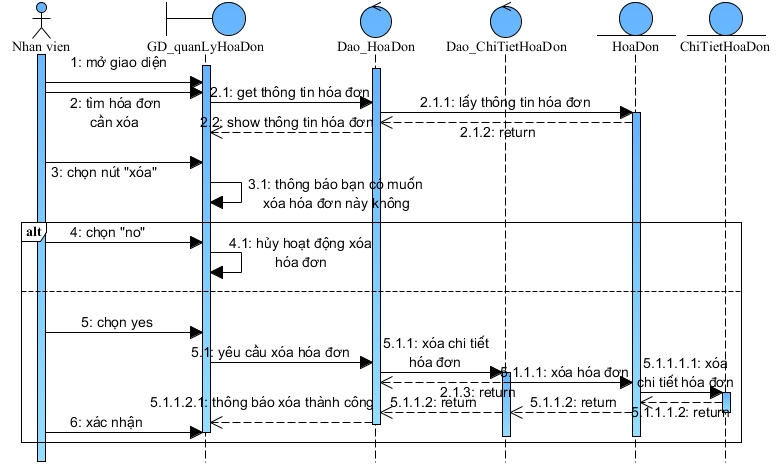 Nhan vien
GD_quanLyHoaDon
Dao_HoaDon
Dao_ChiTietHoaDon
HoaDon
ChiTietHoaDon
1: mở giao diện
2: tìm hóa đơn
cần xóa
2.1: get thông tin hóa đơn
2.1.1: lấy thông tin hóa đơn
2.2: show thông tin hóa đơn
2.1.2: return
3: chọn nút "xóa"
3.1: thông báo bạn có muốn
xóa hóa đơn này không
alt
4: chọn "no"
4.1: hủy hoạt động xóa
hóa đơn
5: chọn yes
5.1: yêu cầu xóa hóa đơn
5.1.1: xóa chi tiết
hóa đơn
5.1.1.1: xóa hóa đơn
5.1.1.1.1: xóa
chi tiết hóa đơn
2.1.3: return
5.1.1.2.1: thông báo xóa thành công
5.1.1.2: return
5.1.1.2: return
5.1.1.1.2: return
6: xác nhận